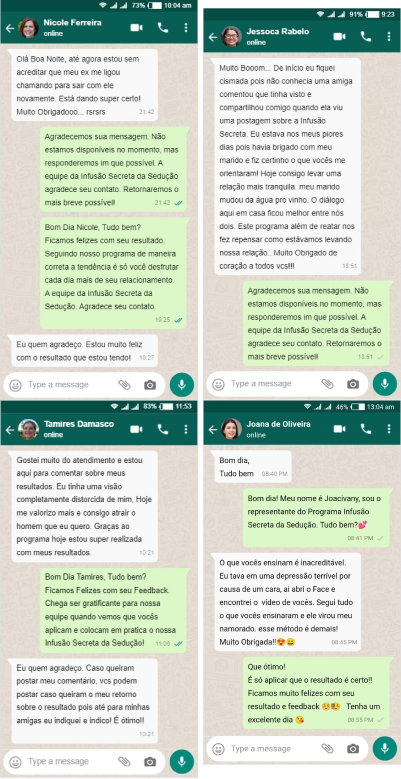 73% 10:04 am
Nicole Ferreira
online
Olá Boa Noite, até agora estou sem
acreditar que meu ex me ligou
chamando para sair com ele
novamente. Está dando super certo!
Muito Obrigadooo... rsrsrs
21:42
Agradecemos sua mensagem. Não
estamos disponíveis no momento, mas
responderemos im que possível. A
equipe da Infusão Secreta da Sedução
agradece seu contato. Retornaremos o
mais breve possível!
21:42
Bom Dia Nicole, Tudo bem?
Ficamos felizes com seu resultado.
Seguindo nosso programa de maneira
correta a tendência é só você desfrutar
cada dia mais de seu relacionamento.
A equipe da Infusão Secreta da
Sedução. Agradece seu contato.
10:25
Eu quem agradeço. Estou muito feliz
com o resultado que estou tendo!
10:27
Type a message
91% 9:23
Jessoca Rabelo
online
Muito Booom... De início eu fiquei
cismada pois não conhecia uma amiga
comentou que tinha visto e
compartilhou comigo quando ela viu
uma postagem sobre a Infusão
Secreta. Eu estava nos meus piores
dias pois havia brigado com meu
marido e fiz certinho o que vocês me
orientaram! Hoje consigo levar uma
relação mais tranquila. meu marido
mudou da água pro vinho. O diálogo
aqui em casa ficou melhor entre nós
dois. Este programa além de reatar nos
fez repensar como estávamos levando
nossa relação.. Muito Obrigado de
coração a todos vcs!!!!
18:51
Agradecemos sua mensagem. Não
estamos disponíveis no momento, mas
responderemos im que possível. A
equipe da Infusão Secreta da Sedução
agradece seu contato. Retornaremos o
mais breve possível!
18:51
Type a message
83% 11:53
Tamires Damasco
online
Gostei muito do atendimento e estou
aqui para comentar sobre meus
resultados. Eu tinha uma visão
completamente distorcida de mim, Hoje
me valorizo mais e consigo atrair o
homem que eu quero. Graças ao
programa hoje estou super realizada
com meus resultados.
10:21
Bom Dia Tamires, Tudo bem?
Ficamos Felizes com seu Feedback.
Chega ser gratificante para nossa
equipe quando vemos que vocês
aplicam e colocam em pratica o nossa
Infusão Secreta da Sedução!
11:05
Eu quem agradeço. Caso queiram
postar meu comentário, vcs podem
postar caso queiram o meu retorno
sobre o resultado pois até para minhas
amigas eu indiquei e indico! É ótimo!!
10:21
Type a message
46% 13:04 am
Joana de Oliveira
online
Bom dia,
Tudo bem
08:40 PM
Bom dia! Meu nome é Joacivany, sou o
representante do Programa Infusão
Secreta da Sedução. Tudo bem?💕
08:41 PM
O que vocês ensinam é inacreditável.
Eu tava em uma depressão terrível por
causa de um cara, ai abri o Face e
encontrei o vídeo de vocês. Segui tudo
o que vocês ensinaram e ele virou meu
namorado. esse método é demais!
Muito Obrigada!!😍😄
08:45 PM
Que ótimo!
É só aplicar que o resultado é certo!!
Ficamos muito felizes com seu
resultado e feedback Tenha um
excelente dia 😘
08:55 PM
Type a message